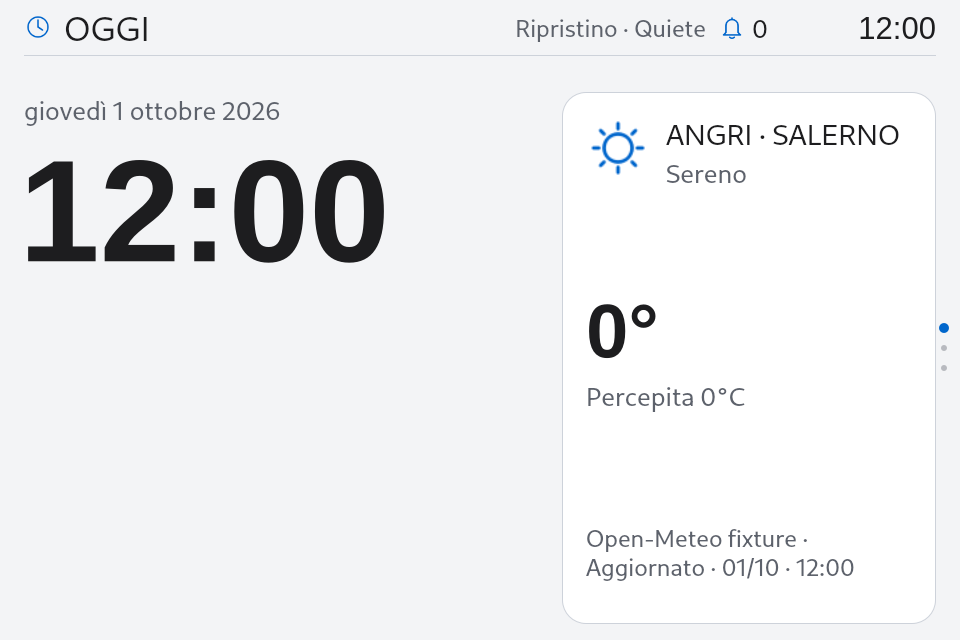 OGGI
Ripristino · Quiete
0
12:00
giovedì 1 ottobre 2026
12:00
ANGRI · SALERNO
Sereno
0°
Percepita 0°C
Open-Meteo fixture ·
Aggiornato · 01/10 · 12:00